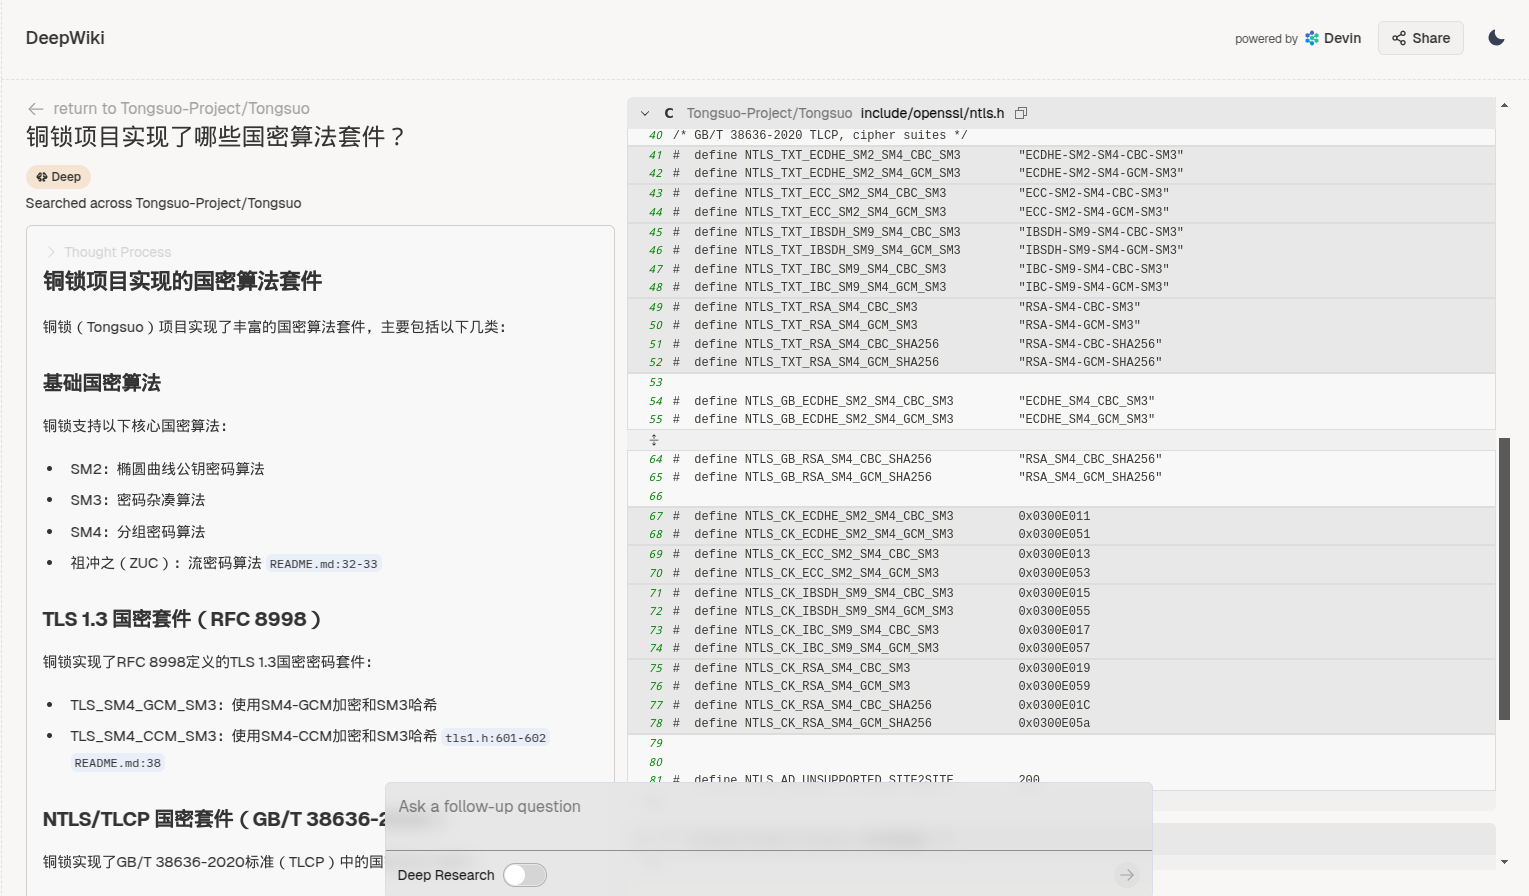 DeepWiki
powered by Devin
Share
return to Tongsuo-Project/Tongsuo
铜锁项目实现了哪些国密算法套件？
Deep
Searched across Tongsuo-Project/Tongsuo
Thought Process
铜锁项目实现的国密算法套件
铜锁（Tongsuo）项目实现了丰富的国密算法套件，主要包括以下几类：
基础国密算法
铜锁支持以下核心国密算法：
• SM2：椭圆曲线公钥密码算法
• SM3：密码杂凑算法
• SM4：分组密码算法
• 祖冲之（ZUC）：流密码算法 README.md:32-33
TLS 1.3 国密套件（RFC 8998）
铜锁实现了RFC 8998定义的TLS 1.3国密密码套件：
• TLS_SM4_GCM_SM3：使用SM4-GCM加密和SM3哈希
• TLS_SM4_CCM_SM3：使用SM4-CCM加密和SM3哈希 tls1.h:601-602
README.md:38
NTLS/TLCP 国密套件（GB/T 38636-2
铜锁实现了GB/T 38636-2020标准（TLCP）中的国
C Tongsuo-Project/Tongsuo include/openssl/ntls.h
40 /* GB/T 38636-2020 TLCP, cipher suites */
41 #  define NTLS_TXT_ECDHE_SM2_SM4_CBC_SM3        "ECDHE-SM2-SM4-CBC-SM3"
42 #  define NTLS_TXT_ECDHE_SM2_SM4_GCM_SM3        "ECDHE-SM2-SM4-GCM-SM3"
43 #  define NTLS_TXT_ECC_SM2_SM4_CBC_SM3          "ECC-SM2-SM4-CBC-SM3"
44 #  define NTLS_TXT_ECC_SM2_SM4_GCM_SM3          "ECC-SM2-SM4-GCM-SM3"
45 #  define NTLS_TXT_IBSDH_SM9_SM4_CBC_SM3        "IBSDH-SM9-SM4-CBC-SM3"
46 #  define NTLS_TXT_IBSDH_SM9_SM4_GCM_SM3        "IBSDH-SM9-SM4-GCM-SM3"
47 #  define NTLS_TXT_IBC_SM9_SM4_CBC_SM3          "IBC-SM9-SM4-CBC-SM3"
48 #  define NTLS_TXT_IBC_SM9_SM4_GCM_SM3          "IBC-SM9-SM4-GCM-SM3"
49 #  define NTLS_TXT_RSA_SM4_CBC_SM3              "RSA-SM4-CBC-SM3"
50 #  define NTLS_TXT_RSA_SM4_GCM_SM3              "RSA-SM4-GCM-SM3"
51 #  define NTLS_TXT_RSA_SM4_CBC_SHA256           "RSA-SM4-CBC-SHA256"
52 #  define NTLS_TXT_RSA_SM4_GCM_SHA256           "RSA-SM4-GCM-SHA256"
53
54 #  define NTLS_GB_ECDHE_SM2_SM4_CBC_SM3         "ECDHE_SM4_CBC_SM3"
55 #  define NTLS_GB_ECDHE_SM2_SM4_GCM_SM3         "ECDHE_SM4_GCM_SM3"
64 #  define NTLS_GB_RSA_SM4_CBC_SHA256            "RSA_SM4_CBC_SHA256"
65 #  define NTLS_GB_RSA_SM4_GCM_SHA256            "RSA_SM4_GCM_SHA256"
66
67 #  define NTLS_CK_ECDHE_SM2_SM4_CBC_SM3         0x0300E011
68 #  define NTLS_CK_ECDHE_SM2_SM4_GCM_SM3         0x0300E051
69 #  define NTLS_CK_ECC_SM2_SM4_CBC_SM3           0x0300E013
70 #  define NTLS_CK_ECC_SM2_SM4_GCM_SM3           0x0300E053
71 #  define NTLS_CK_IBSDH_SM9_SM4_CBC_SM3         0x0300E015
72 #  define NTLS_CK_IBSDH_SM9_SM4_GCM_SM3         0x0300E055
73 #  define NTLS_CK_IBC_SM9_SM4_CBC_SM3           0x0300E017
74 #  define NTLS_CK_IBC_SM9_SM4_GCM_SM3           0x0300E057
75 #  define NTLS_CK_RSA_SM4_CBC_SM3               0x0300E019
76 #  define NTLS_CK_RSA_SM4_GCM_SM3               0x0300E059
77 #  define NTLS_CK_RSA_SM4_CBC_SHA256            0x0300E01C
78 #  define NTLS_CK_RSA_SM4_GCM_SHA256            0x0300E05a
79
80
81 #  define NTLS_AD_UNSUPPORTED_SITE2SITE         200
Ask a follow-up question
Deep Research